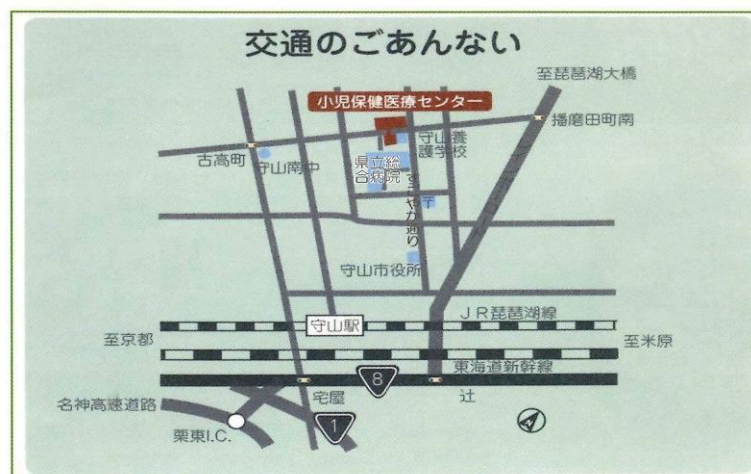 交通のごあんない
至琵琶湖大橋
小児保健医療センター
播磨田町南
守山養
護学校
古高町
守山南中
県立総
合病院
すこやか通り
〒
守山市役所
JR琵琶湖線
守山駅
至京都
至米原
東海道新幹線
8
名神高速道路
宅屋
辻
栗東I.C.
1